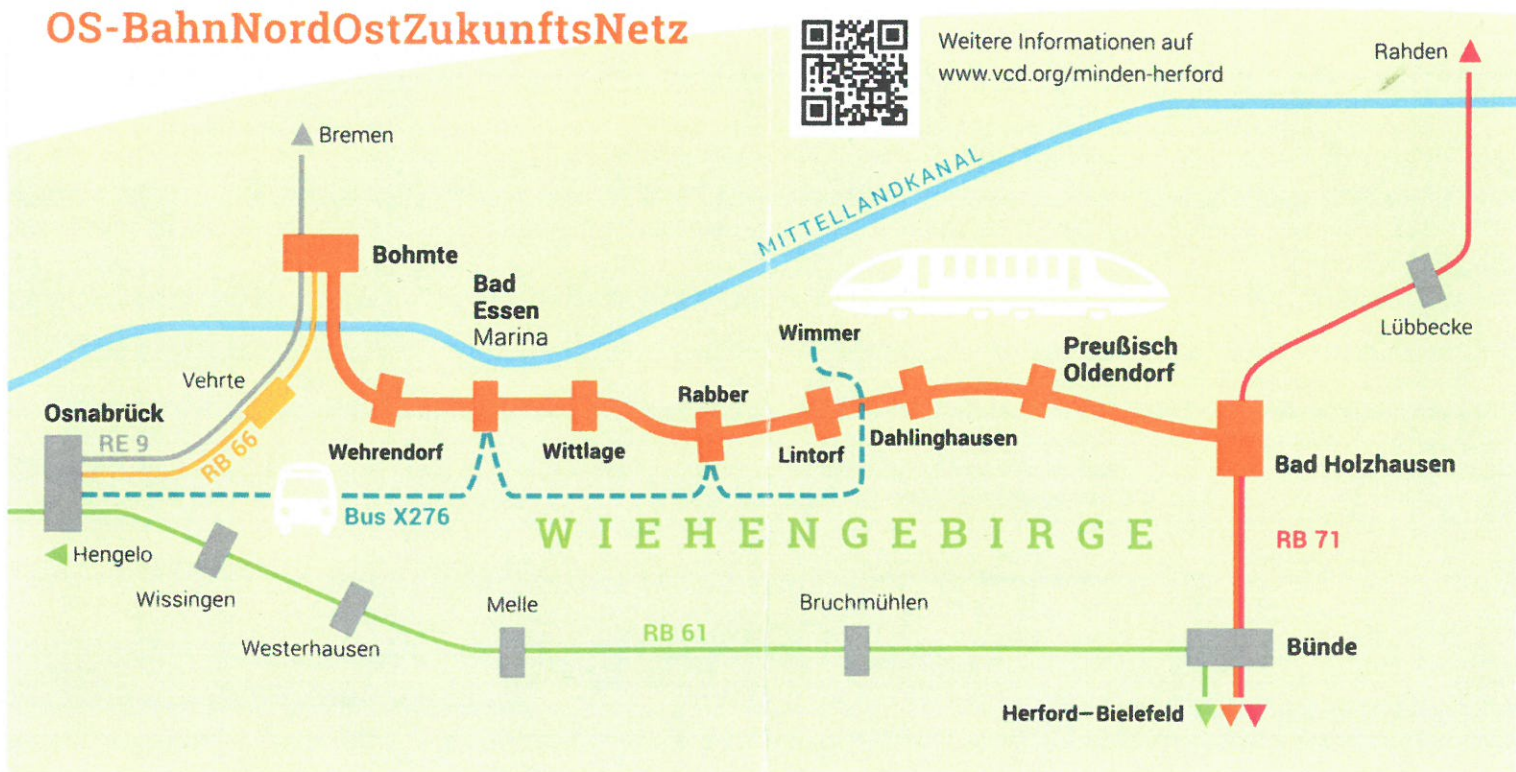 OS-BahnNordOstZukunftsNetz
Weitere Informationen auf
www.vcd.org/minden-herford
Rahden
Bremen
MITTELLANDKANAL
Bohmte
Bad
Essen
Marina
Lübbecke
Wimmer
Preußisch
Oldendorf
Vehrte
Osnabrück
Rabber
RE 9
RB 66
Wehrendorf
Wittlage
Lintorf
Dahlinghausen
Bad Holzhausen
Bus X276
WIEHENGEBIRGE
RB 71
Hengelo
Wissingen
Westerhausen
Melle
RB 61
Bruchmühlen
Bünde
Herford–Bielefeld